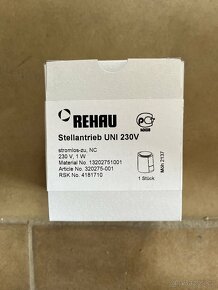 REHAU
Stellantrieb UNI 230V
stromlos-zu, NC
230 V, 1 W
Material No. 13202751001
Article No. 320275-001
RSK No. 4181710
1 Stück